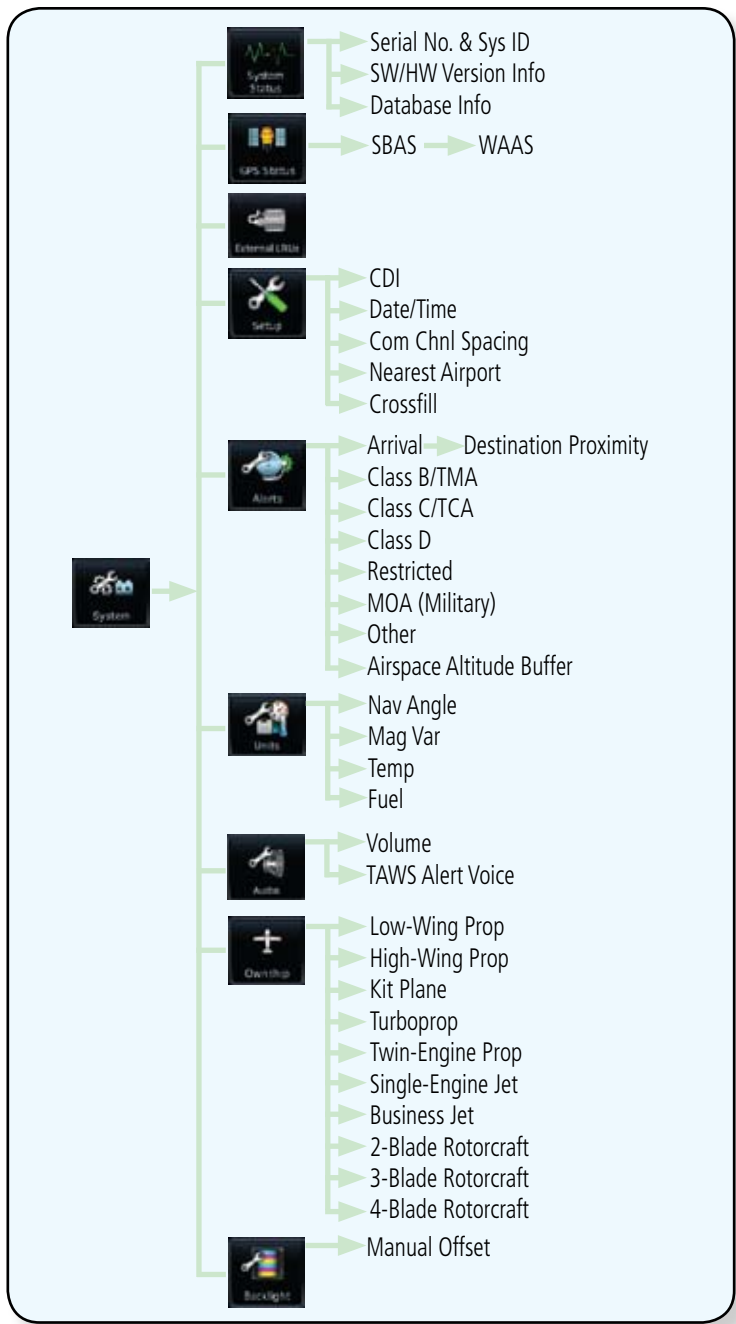 System
System
Status
Serial No. & Sys ID
SW/HW Version Info
Database Info
GPS Status
SBAS
WAAS
External LRUs
Setup
CDI
Date/Time
Com Chnl Spacing
Nearest Airport
Crossfill
Alerts
Arrival
Destination Proximity
Class B/TMA
Class C/TCA
Class D
Restricted
MOA (Military)
Other
Airspace Altitude Buffer
Units
Nav Angle
Mag Var
Temp
Fuel
Audio
Volume
TAWS Alert Voice
Ownship
Low-Wing Prop
High-Wing Prop
Kit Plane
Turboprop
Twin-Engine Prop
Single-Engine Jet
Business Jet
2-Blade Rotorcraft
3-Blade Rotorcraft
4-Blade Rotorcraft
Backlight
Manual Offset